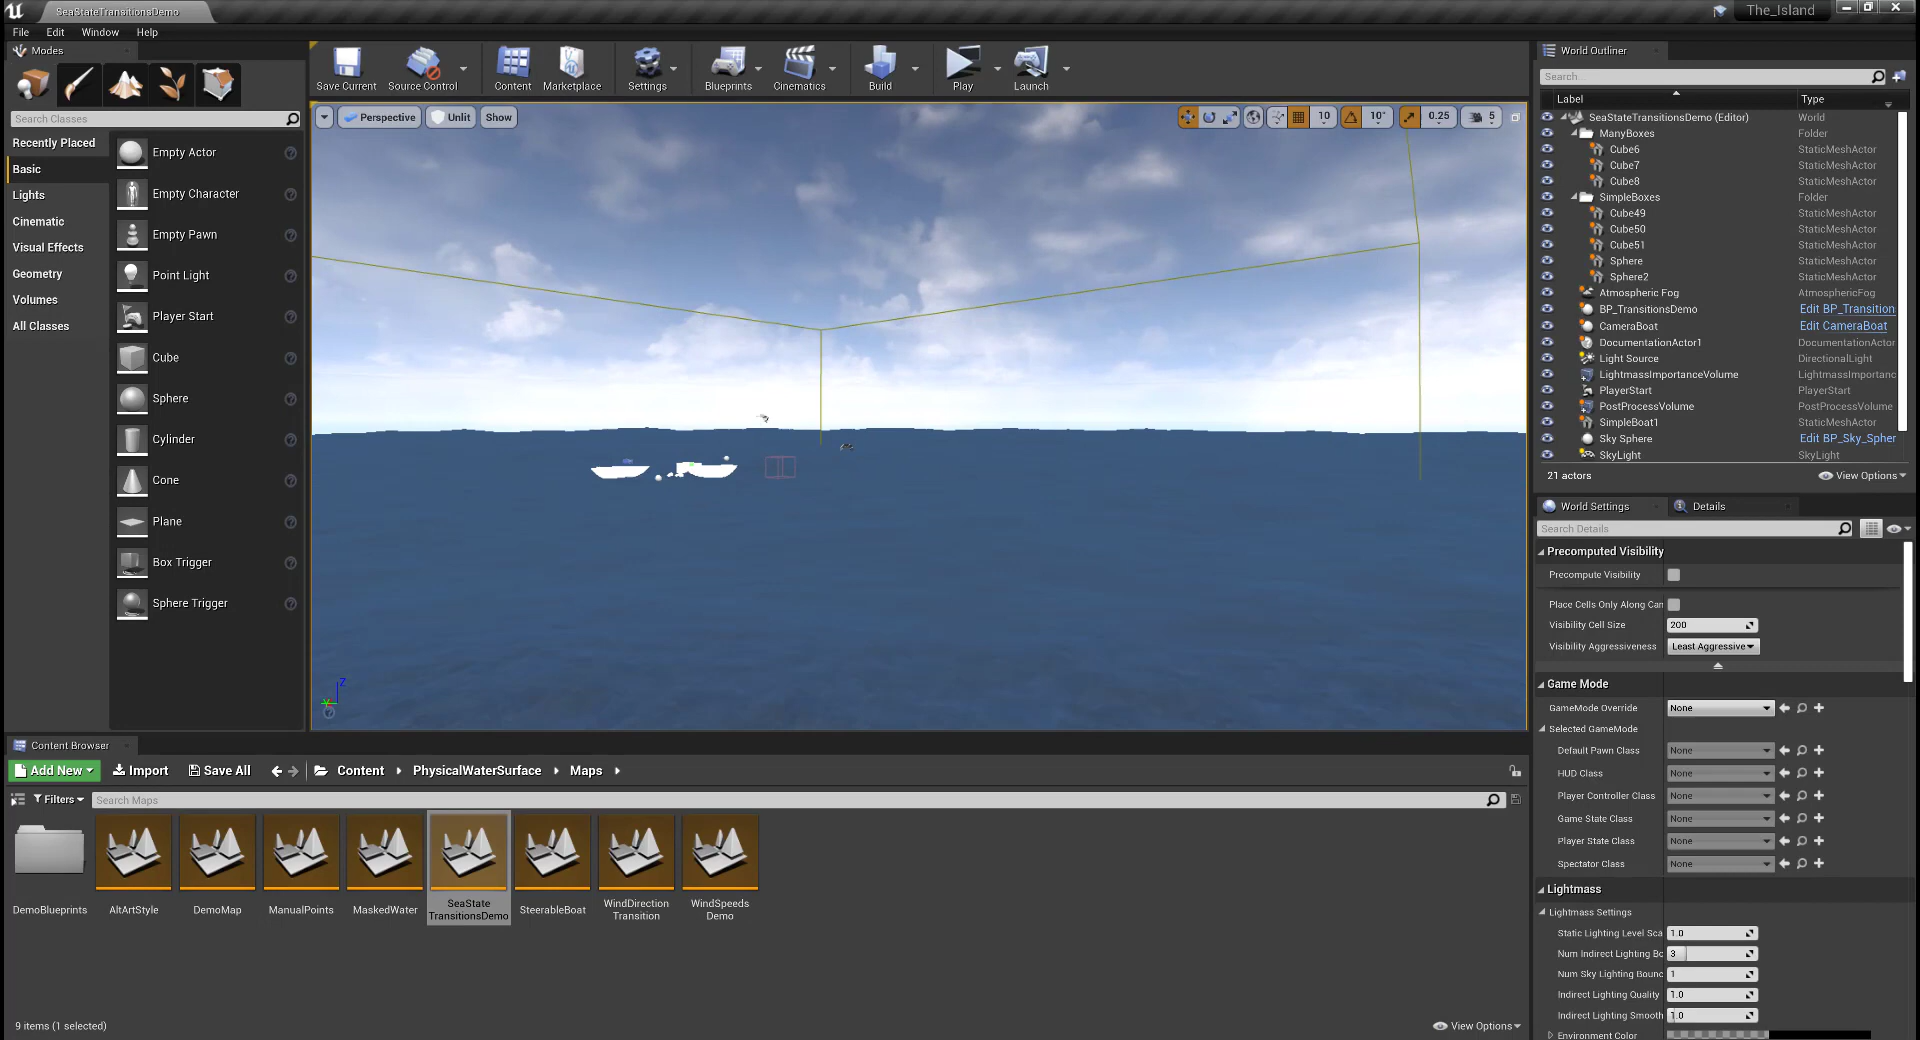 SeaStateTransitionsDemo
The_Island
File Edit Window Help
Modes
Search Classes
Recently Placed
Basic
Lights
Cinematic
Visual Effects
Geometry
Volumes
All Classes
Empty Actor
Empty Character
Empty Pawn
Point Light
Player Start
Cube
Sphere
Cylinder
Cone
Plane
Box Trigger
Sphere Trigger
Save Current
Source Control
Content
Marketplace
Settings
Blueprints
Cinematics
Build
Play
Launch
Perspective
Unlit
Show
10
10°
0.25
5
Z
World Outliner
Search...
Label Type
SeaStateTransitionsDemo (Editor) World
ManyBoxes Folder
Cube6 StaticMeshActor
Cube7 StaticMeshActor
Cube8 StaticMeshActor
SimpleBoxes Folder
Cube49 StaticMeshActor
Cube50 StaticMeshActor
Cube51 StaticMeshActor
Sphere StaticMeshActor
Sphere2 StaticMeshActor
Atmospheric Fog AtmosphericFog
BP_TransitionsDemo Edit BP_Transition
CameraBoat Edit CameraBoat
DocumentationActor1 DocumentationActor
Light Source DirectionalLight
LightmassImportanceVolume LightmassImportanc
PlayerStart PlayerStart
PostProcessVolume PostProcessVolume
SimpleBoat1 StaticMeshActor
Sky Sphere Edit BP_Sky_Spher
SkyLight SkyLight
21 actors
View Options
World Settings
Details
Search Details
Precomputed Visibility
Precompute Visibility
Place Cells Only Along Can
Visibility Cell Size 200
Visibility Aggressiveness Least Aggressive
Game Mode
GameMode Override None
Selected GameMode
Default Pawn Class None
HUD Class None
Player Controller Class None
Game State Class None
Player State Class None
Spectator Class None
Lightmass
Lightmass Settings
Static Lighting Level Sca 1.0
Num Indirect Lighting Bo 3
Num Sky Lighting Bounc 1
Indirect Lighting Quality 1.0
Indirect Lighting Smooth 1.0
Environment Color
Content Browser
Add New
Import
Save All
Content
PhysicalWaterSurface
Maps
Filters
Search Maps
DemoBlueprints
AltArtStyle
DemoMap
ManualPoints
MaskedWater
SeaState
TransitionsDemo
SteerableBoat
WindDirection
Transition
WindSpeeds
Demo
9 items (1 selected)
View Options